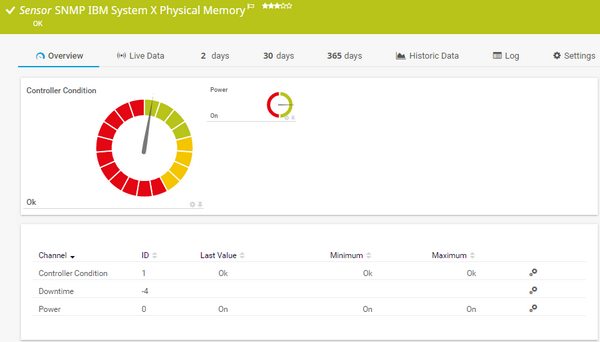 Sensor SNMP IBM System X Physical Memory
OK
Overview Live Data 2 days 30 days 365 days Historic Data Log Settings
Controller Condition
Ok
Power
On
Channel ID Last Value Minimum Maximum
Controller Condition 1 Ok Ok Ok
Downtime -4
Power 0 On On On